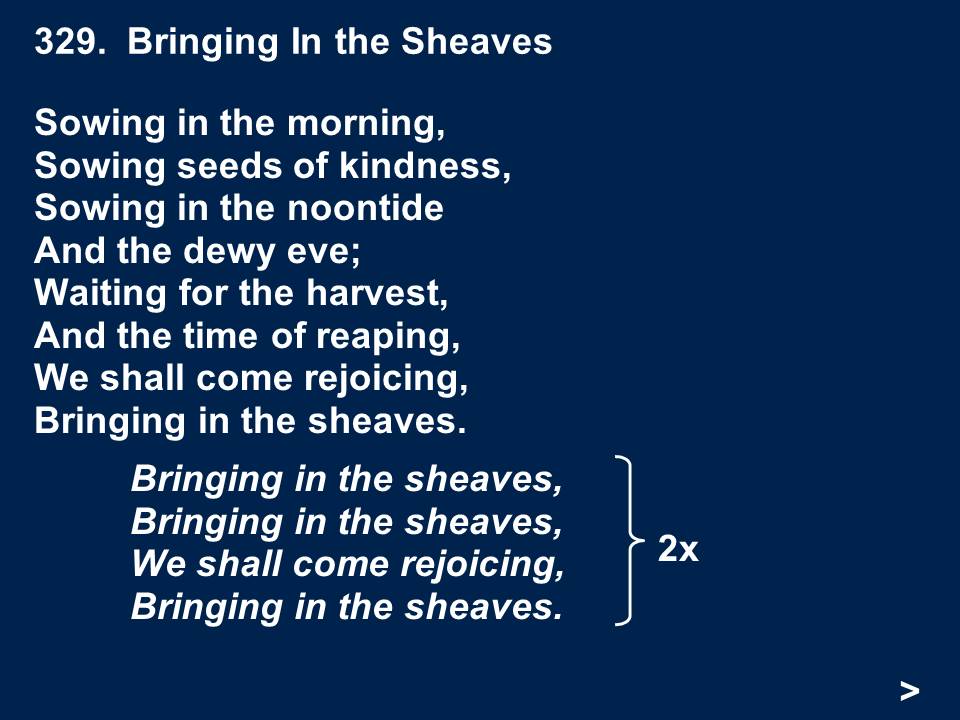 329.  Bringing In the Sheaves
Sowing in the morning,
Sowing seeds of kindness,
Sowing in the noontide
And the dewy eve;
Waiting for the harvest,
And the time of reaping,
We shall come rejoicing,
Bringing in the sheaves.
Bringing in the sheaves,
Bringing in the sheaves,
We shall come rejoicing,
Bringing in the sheaves.
2x
>